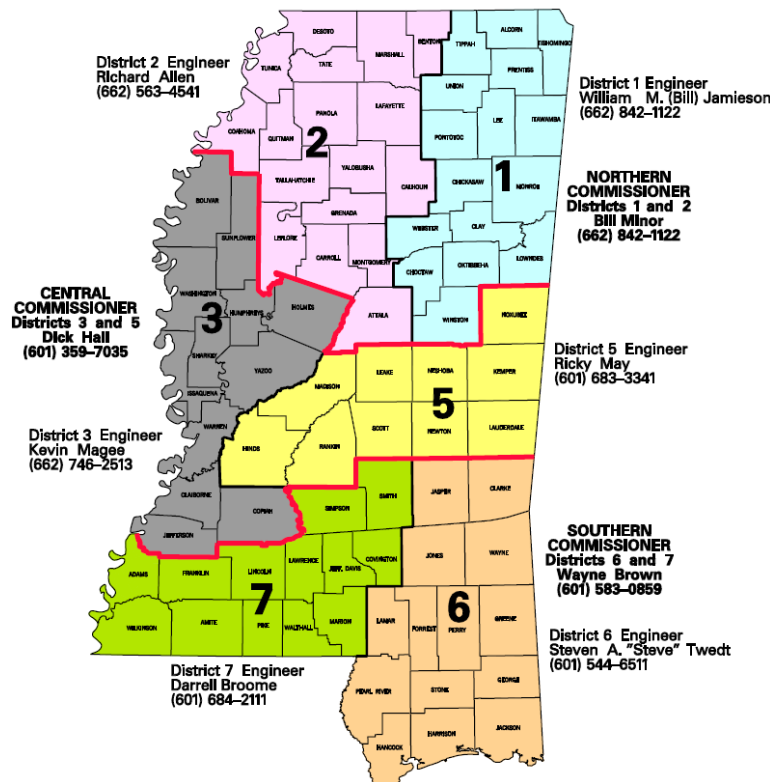 DESOTO
BENTON
TIPPAH
ALCORN
TISHOMINGO
MARSHALL
TUNICA
TATE
PRENTISS
UNION
District 2 Engineer
Richard Allen
(662) 563–4541
District 1 Engineer
William M. (Bill) Jamieson
(662) 842–1122
PANOLA
LAFAYETTE
LEE
ITAWAMBA
COAHOMA
QUITMAN
PONTOTOC
2
YALOBUSHA
TALLAHATCHIE
CALHOUN
CHICKASAW
1
MONROE
NORTHERN
COMMISSIONER
Districts 1 and 2
Bill Minor
(662) 842–1122
BOLIVAR
SUNFLOWER
GRENADA
LEFLORE
WEBSTER
CLAY
CARROLL
MONTGOMERY
CHOCTAW
OKTIBBEHA
LOWNDES
CENTRAL
COMMISSIONER
Districts 3 and 5
Dick Hall
(601) 359–7035
WASHINGTON
3
HUMPHREYS
HOLMES
ATTALA
WINSTON
NOXUBEE
SHARKEY
YAZOO
ISSAQUENA
MADISON
LEAKE
NESHOBA
KEMPER
District 5 Engineer
Ricky May
(601) 683–3341
5
District 3 Engineer
Kevin Magee
(662) 746–2513
WARREN
HINDS
RANKIN
SCOTT
NEWTON
LAUDERDALE
CLAIBORNE
COPIAH
SIMPSON
SMITH
JASPER
CLARKE
JEFFERSON
SOUTHERN
COMMISSIONER
Districts 6 and 7
Wayne Brown
(601) 583–0859
ADAMS
FRANKLIN
LINCOLN
LAWRENCE
JEFF. DAVIS
COVINGTON
JONES
WAYNE
7
6
WILKINSON
AMITE
PIKE
WALTHALL
MARION
LAMAR
FORREST
PERRY
GREENE
District 6 Engineer
Steven A. "Steve" Twedt
(601) 544–6511
District 7 Engineer
Darrell Broome
(601) 684–2111
PEARL RIVER
STONE
GEORGE
HANCOCK
HARRISON
JACKSON